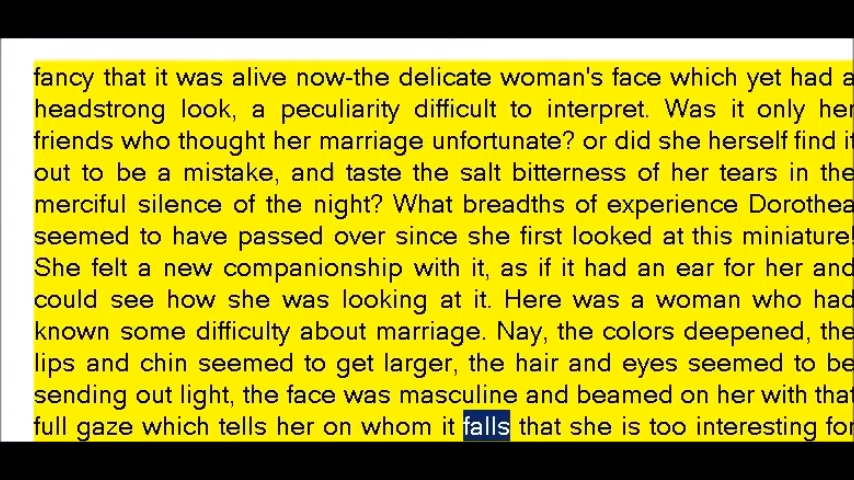 fancy that it was alive now-the delicate woman's face which yet had a
headstrong look, a peculiarity difficult to interpret. Was it only her
friends who thought her marriage unfortunate? or did she herself find it
out to be a mistake, and taste the salt bitterness of her tears in the
merciful silence of the night? What breadths of experience Dorothea
seemed to have passed over since she first looked at this miniature!
She felt a new companionship with it, as if it had an ear for her and
could see how she was looking at it. Here was a woman who had
known some difficulty about marriage. Nay, the colors deepened, the
lips and chin seemed to get larger, the hair and eyes seemed to be
sending out light, the face was masculine and beamed on her with that
full gaze which tells her on whom it falls that she is too interesting for